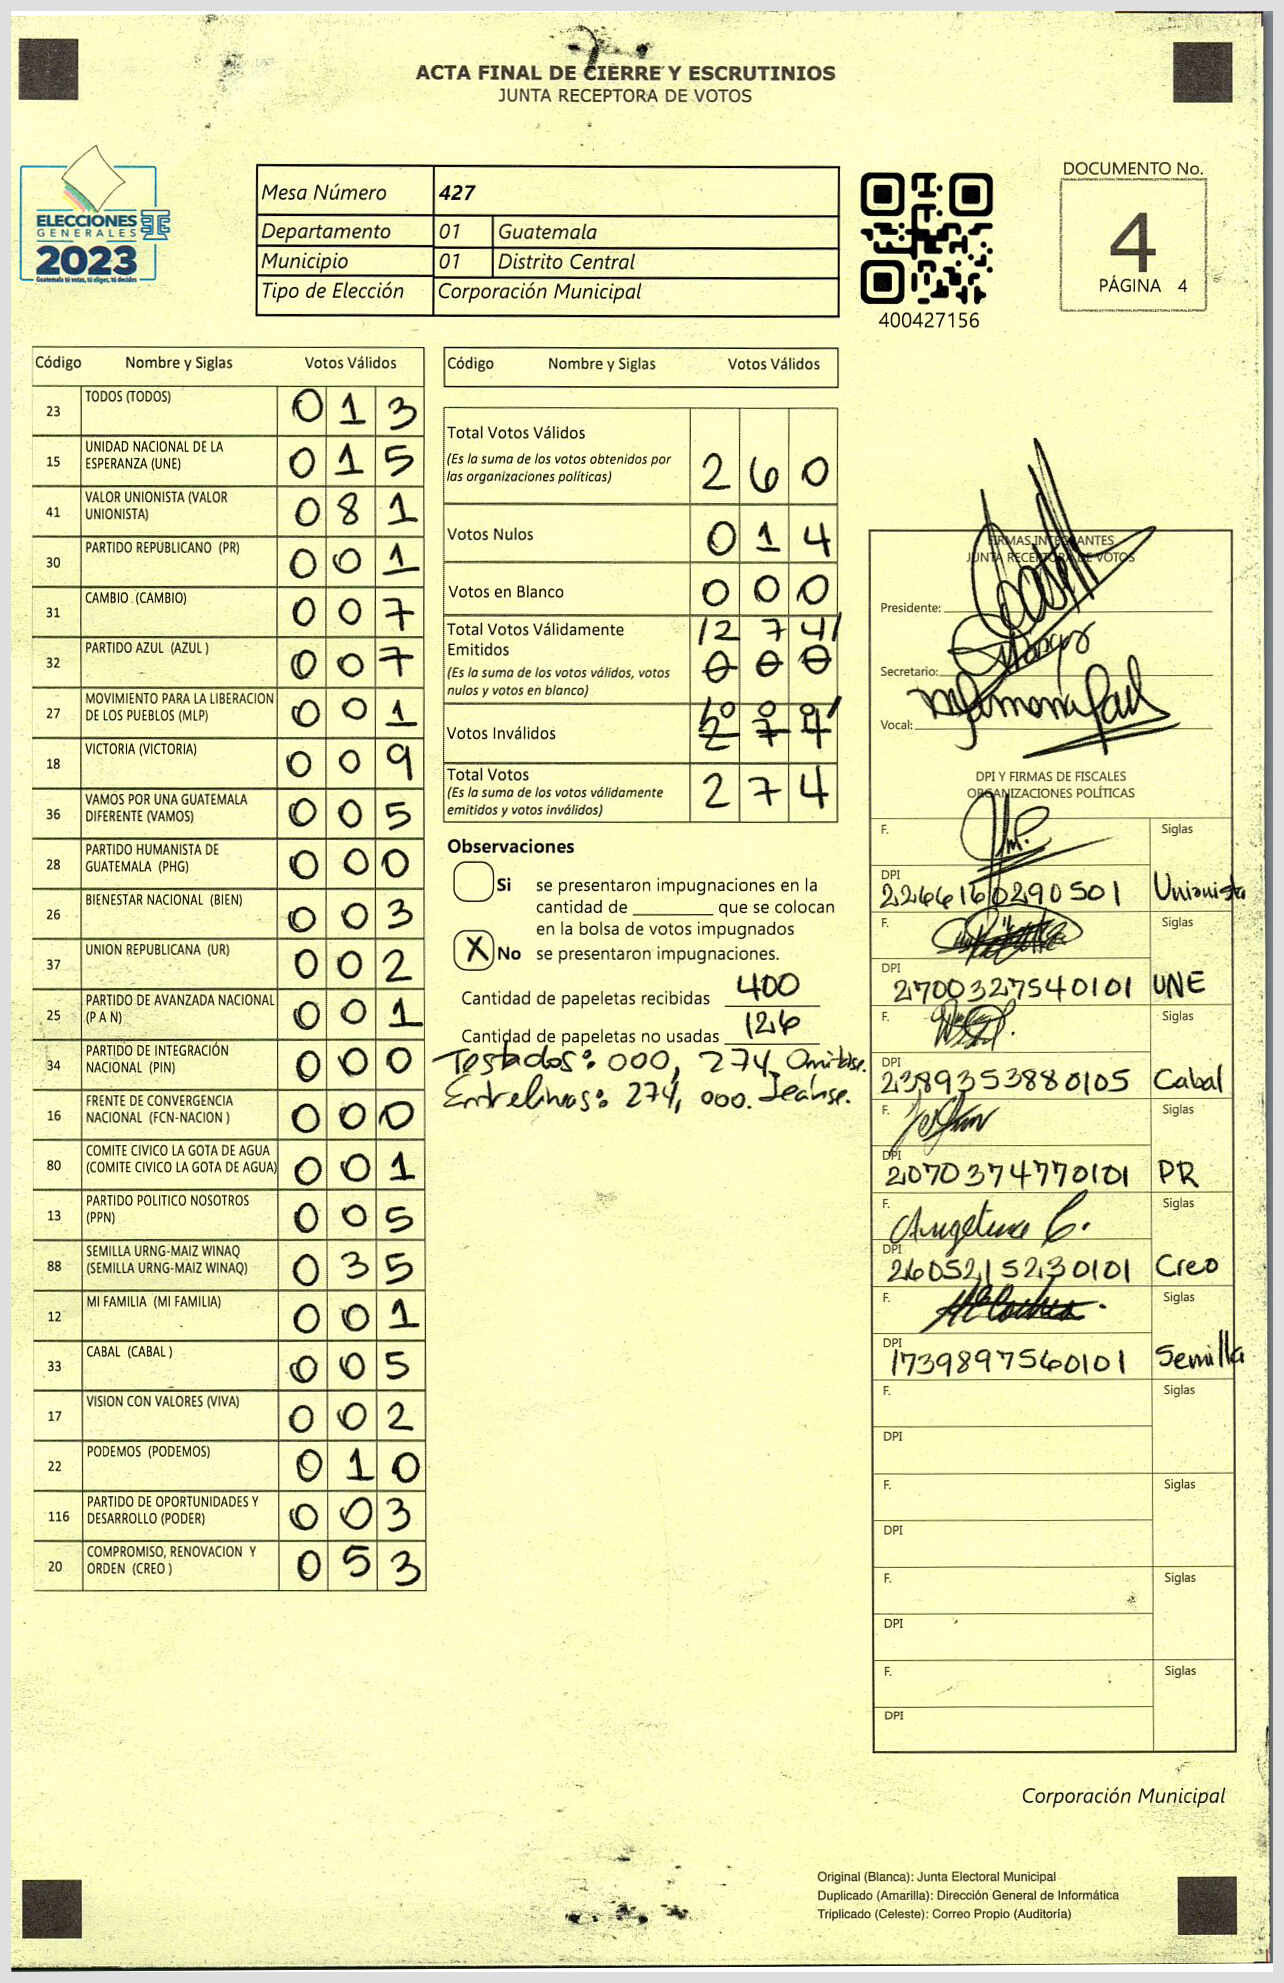 ACTA FINAL DE CIERRE Y ESCRUTINIOS
JUNTA RECEPTORA DE VOTOS
ELECCIONES
GENERALES
2023
Guatemala tú votas, tú eliges, tú decides
Mesa Número 427
Departamento 01 Guatemala
Municipio 01 Distrito Central
Tipo de Elección Corporación Municipal
400427156
DOCUMENTO No.
4
PÁGINA 4
Código Nombre y Siglas Votos Válidos
23 TODOS (TODOS) 0 1 3
15 UNIDAD NACIONAL DE LA ESPERANZA (UNE) 0 1 5
41 VALOR UNIONISTA (VALOR UNIONISTA) 0 8 1
30 PARTIDO REPUBLICANO (PR) 0 0 1
31 CAMBIO (CAMBIO) 0 0 7
32 PARTIDO AZUL (AZUL ) 0 0 7
27 MOVIMIENTO PARA LA LIBERACION DE LOS PUEBLOS (MLP) 0 0 1
18 VICTORIA (VICTORIA) 0 0 9
36 VAMOS POR UNA GUATEMALA DIFERENTE (VAMOS) 0 0 5
28 PARTIDO HUMANISTA DE GUATEMALA (PHG) 0 0 0
26 BIENESTAR NACIONAL (BIEN) 0 0 3
37 UNION REPUBLICANA (UR) 0 0 2
25 PARTIDO DE AVANZADA NACIONAL (P A N) 0 0 1
34 PARTIDO DE INTEGRACIÓN NACIONAL (PIN) 0 0 0
16 FRENTE DE CONVERGENCIA NACIONAL (FCN-NACION ) 0 0 0
80 COMITE CIVICO LA GOTA DE AGUA (COMITE CIVICO LA GOTA DE AGUA) 0 0 1
13 PARTIDO POLITICO NOSOTROS (PPN) 0 0 5
88 SEMILLA URNG-MAIZ WINAQ (SEMILLA URNG-MAIZ WINAQ) 0 3 5
12 MI FAMILIA (MI FAMILIA) 0 0 1
33 CABAL (CABAL ) 0 0 5
17 VISION CON VALORES (VIVA) 0 0 2
22 PODEMOS (PODEMOS) 0 1 0
116 PARTIDO DE OPORTUNIDADES Y DESARROLLO (PODER) 0 0 3
20 COMPROMISO, RENOVACION Y ORDEN (CREO ) 0 5 3
Código Nombre y Siglas Votos Válidos
Total Votos Válidos 2 6 0
(Es la suma de los votos obtenidos por
las organizaciones políticas)
Votos Nulos 0 1 4
Votos en Blanco 0 0 0
Total Votos Válidamente /2 7 4/
Emitidos 0 0 0
(Es la suma de los votos válidos, votos
nulos y votos en blanco)
/0 0 0/
Votos Inválidos 2 7 4
Total Votos 2 7 4
(Es la suma de los votos válidamente
emitidos y votos inválidos)
Observaciones
Si se presentaron impugnaciones en la
cantidad de ________ que se colocan
en la bolsa de votos impugnados
X No se presentaron impugnaciones.
Cantidad de papeletas recibidas 400
Cantidad de papeletas no usadas 126
Testados: 000, 274, Omitase.
Entrelineas: 274, 000. Leanse.
FIRMAS INTEGRANTES
JUNTA RECEPTORA DE VOTOS
Presidente:
Secretario:
Vocal:
DPI Y FIRMAS DE FISCALES
ORGANIZACIONES POLÍTICAS
F. Siglas
DPI 2266160290501 Unionista
F. Siglas
DPI 2700327540101 UNE
F. Siglas
DPI 2389353880105 Cabal
F. Siglas
DPI 2070374770101 PR
F. Angelina C. Siglas
DPI 2605215230101 Creo
F. Siglas
DPI 1739897560101 Semilla
F. Siglas
DPI
F. Siglas
DPI
F. Siglas
DPI
F. Siglas
DPI
Corporación Municipal
Original (Blanca): Junta Electoral Municipal
Duplicado (Amarilla): Dirección General de Informática
Triplicado (Celeste): Correo Propio (Auditoría)